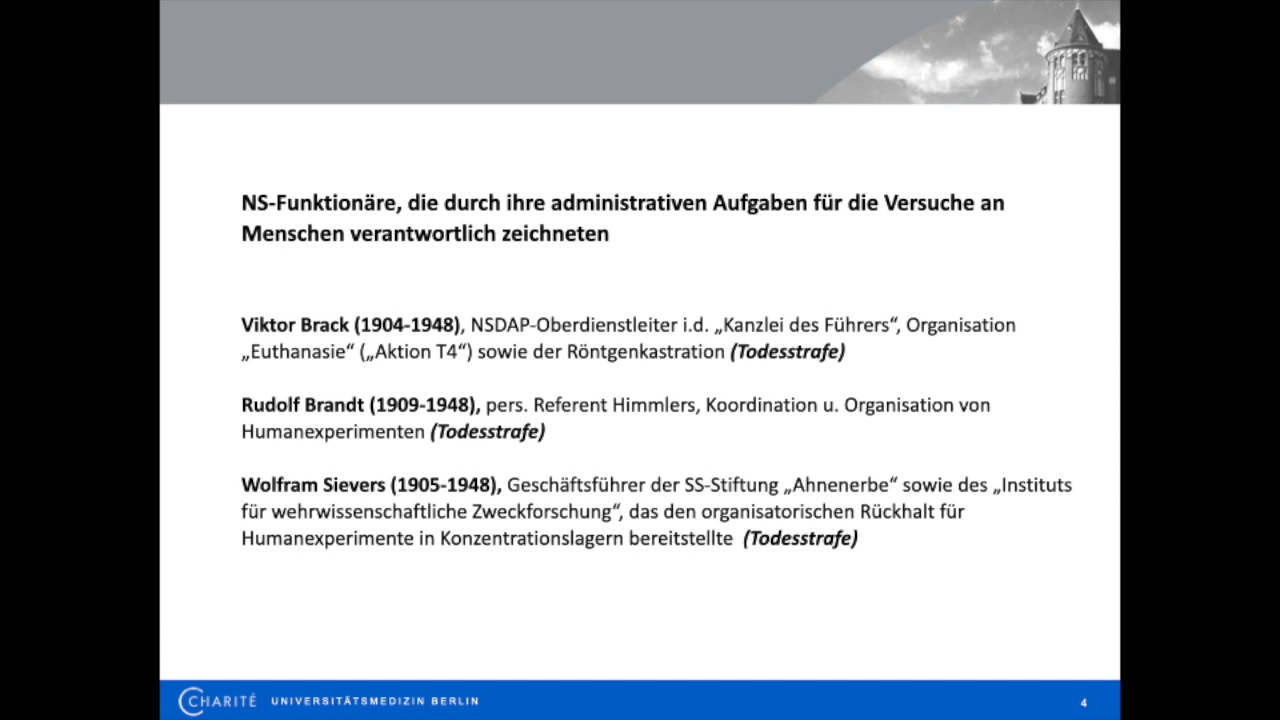 NS-Funktionäre, die durch ihre administrativen Aufgaben für die Versuche an
Menschen verantwortlich zeichneten
Viktor Brack (1904-1948), NSDAP-Oberdienstleiter i.d. „Kanzlei des Führers“, Organisation
„Euthanasie“ („Aktion T4“) sowie der Röntgenkastration (Todesstrafe)
Rudolf Brandt (1909-1948), pers. Referent Himmlers, Koordination u. Organisation von
Humanexperimenten (Todesstrafe)
Wolfram Sievers (1905-1948), Geschäftsführer der SS-Stiftung „Ahnenerbe“ sowie des „Instituts
für wehrwissenschaftliche Zweckforschung“, das den organisatorischen Rückhalt für
Humanexperimente in Konzentrationslagern bereitstellte (Todesstrafe)
CHARITÉ UNIVERSITÄTSMEDIZIN BERLIN 4